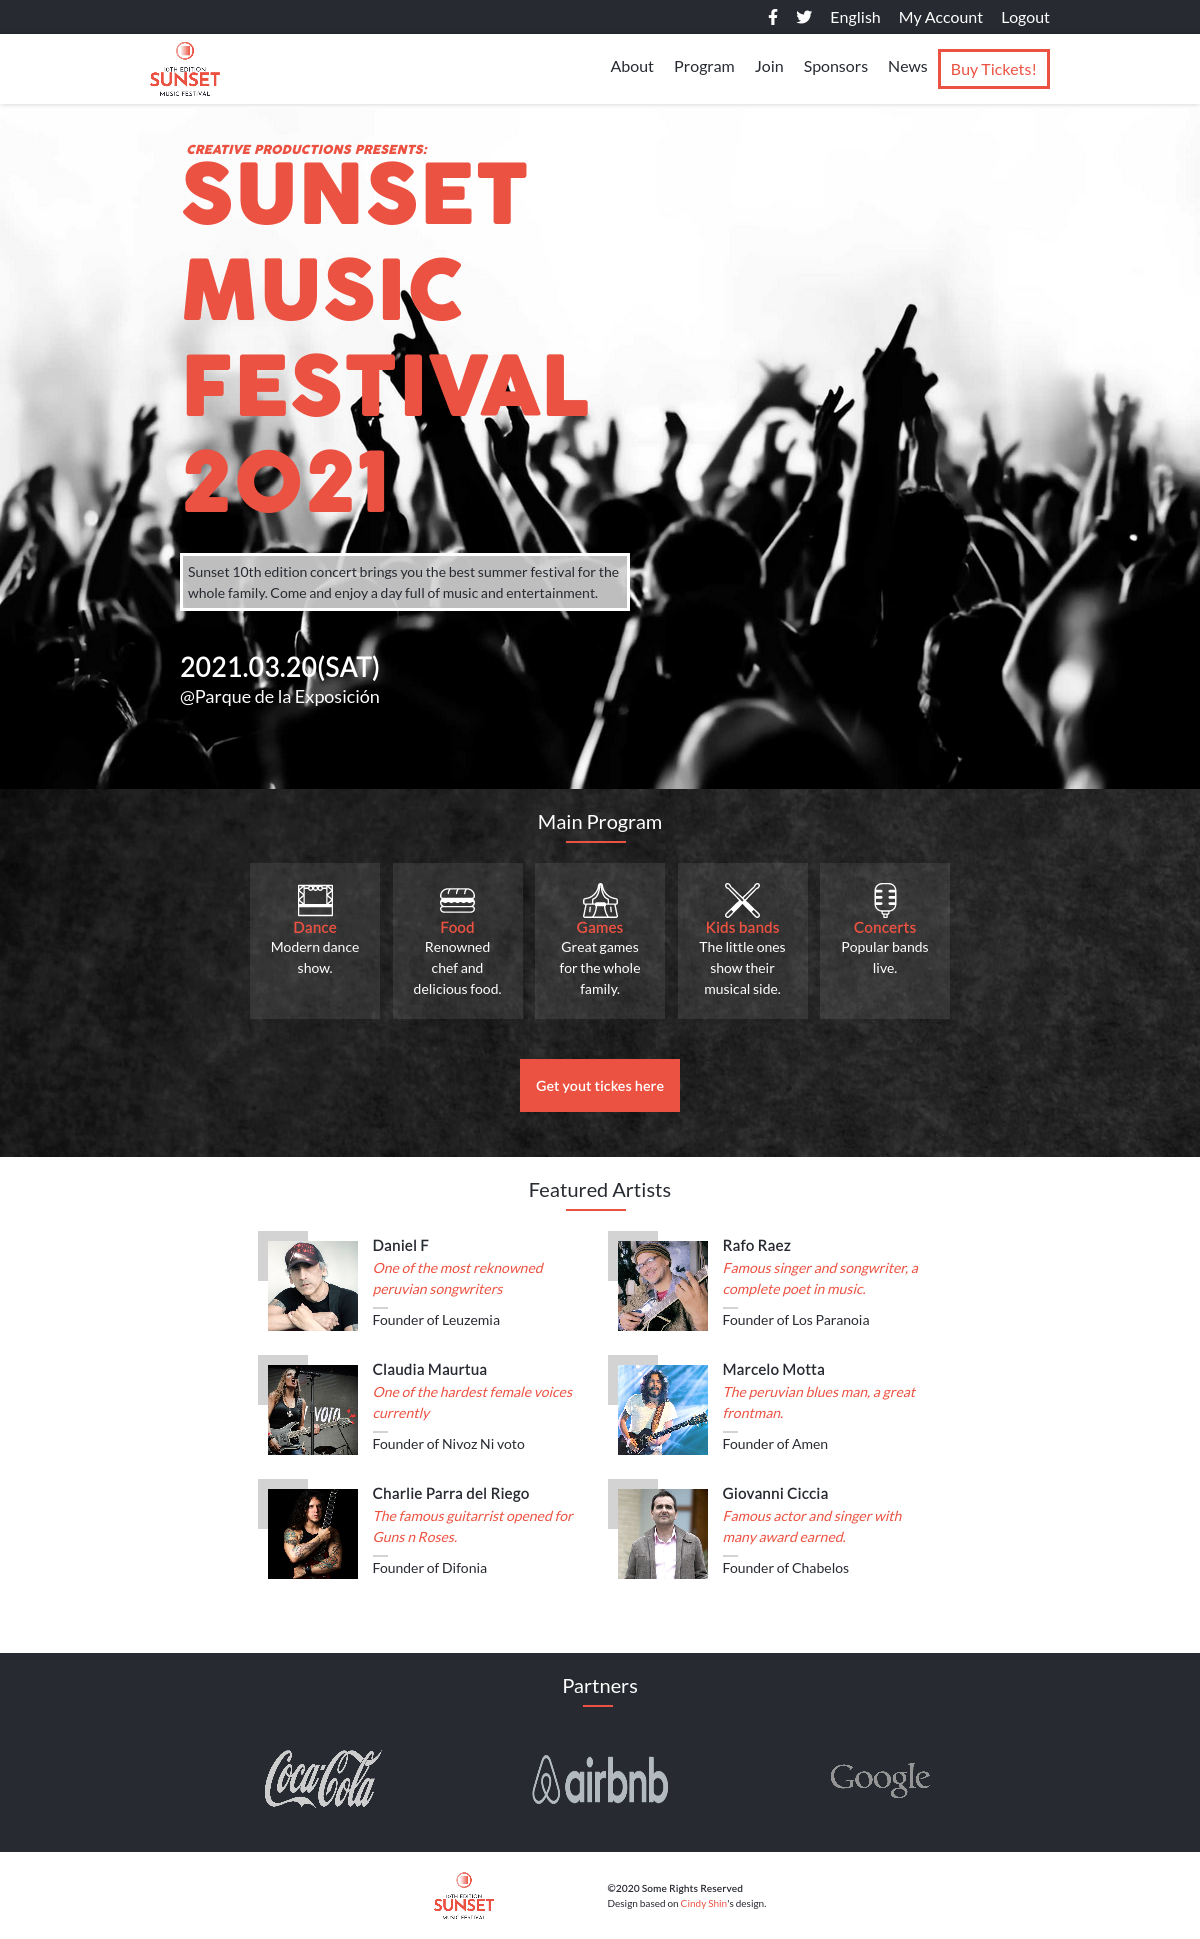 English My Account Logout
10TH EDITION
SUNSET
MUSIC FESTIVAL
About Program Join Sponsors News Buy Tickets!
CREATIVE PRODUCTIONS PRESENTS:
SUNSET
MUSIC
FESTIVAL
2021
Sunset 10th edition concert brings you the best summer festival for the
whole family. Come and enjoy a day full of music and entertainment.
2021.03.20(SAT)
@Parque de la Exposición
Main Program
Dance
Modern dance
show.
Food
Renowned
chef and
delicious food.
Games
Great games
for the whole
family.
Kids bands
The little ones
show their
musical side.
Concerts
Popular bands
live.
Get yout tickes here
Featured Artists
Daniel F
One of the most reknowned
peruvian songwriters
Founder of Leuzemia
Rafo Raez
Famous singer and songwriter, a
complete poet in music.
Founder of Los Paranoia
Claudia Maurtua
One of the hardest female voices
currently
Founder of Nivoz Ni voto
VOID
Marcelo Motta
The peruvian blues man, a great
frontman.
Founder of Amen
Charlie Parra del Riego
The famous guitarrist opened for
Guns n Roses.
Founder of Difonia
Giovanni Ciccia
Famous actor and singer with
many award earned.
Founder of Chabelos
Partners
Coca-Cola
airbnb
Google
10TH EDITION
SUNSET
MUSIC FESTIVAL
©2020 Some Rights Reserved
Design based on Cindy Shin's design.